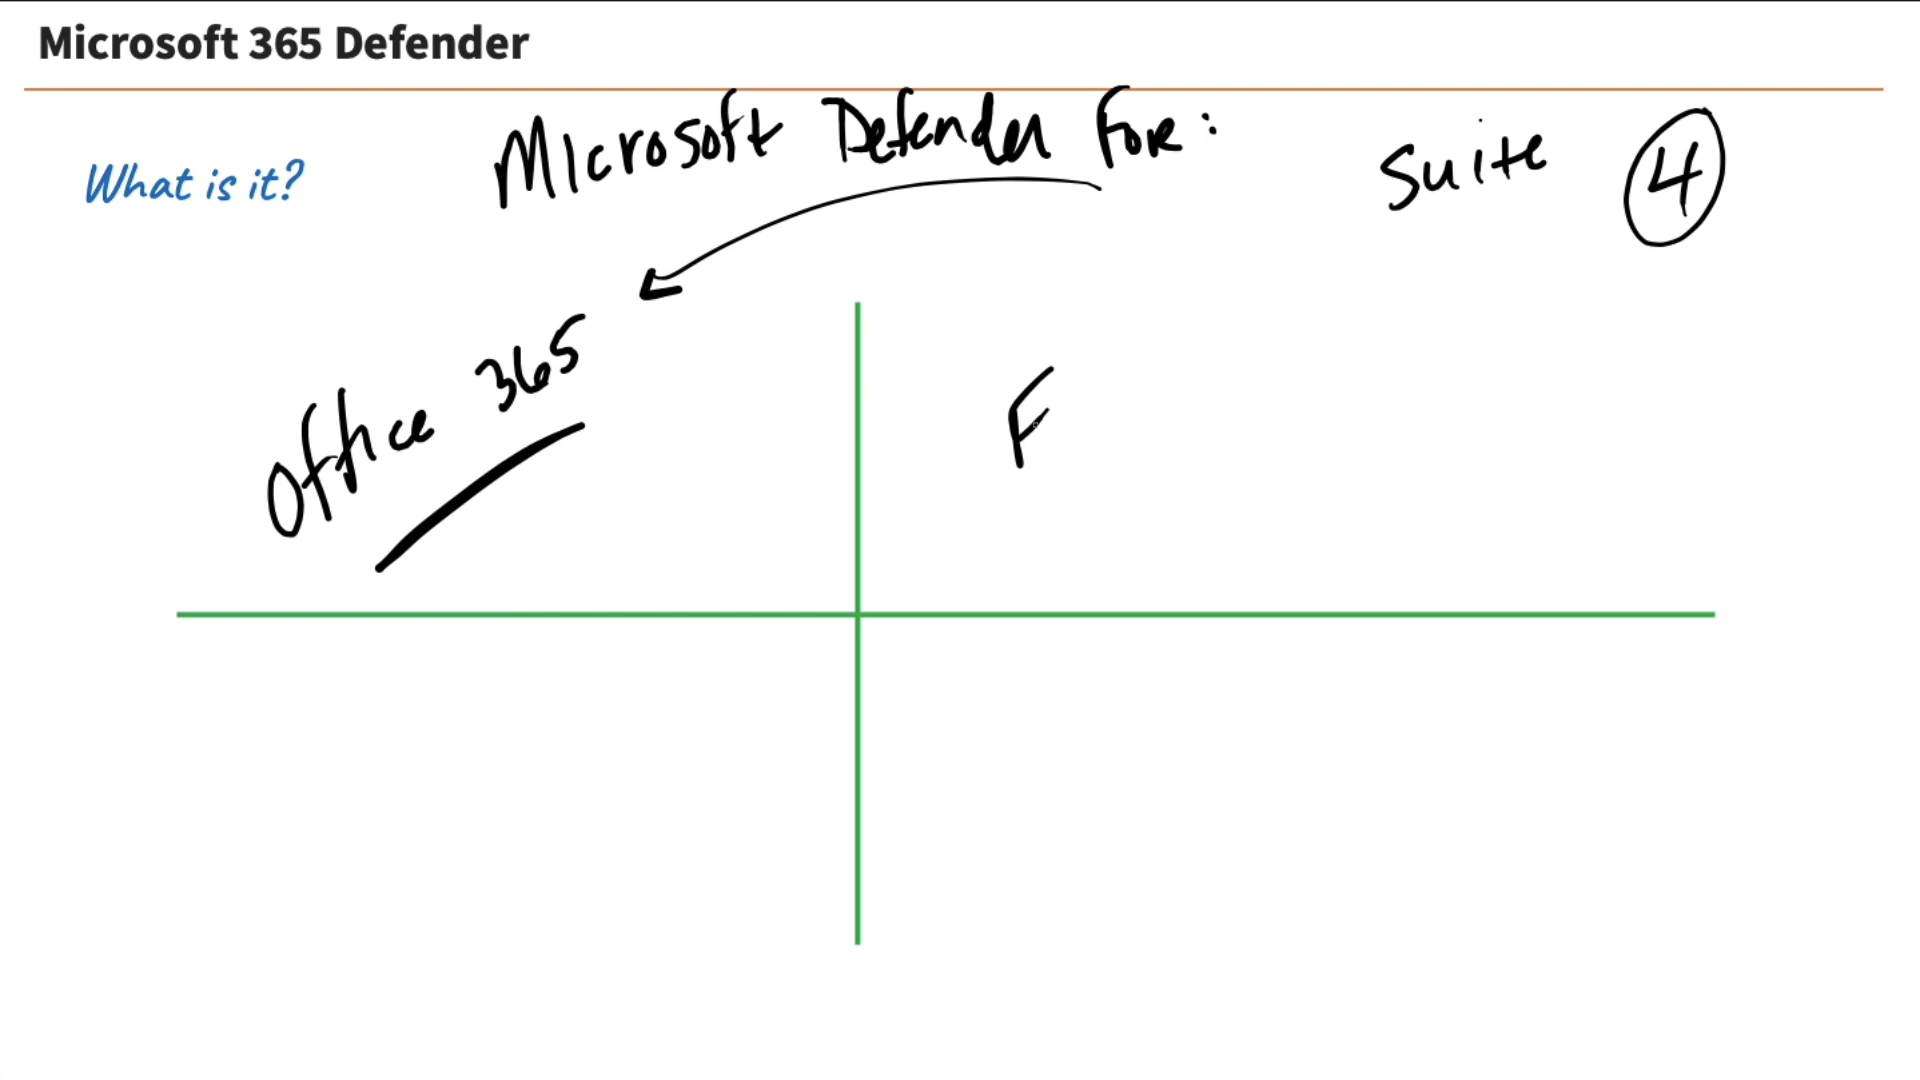 Microsoft 365 Defender
What is it?
Microsoft Defender For:
Suite 4
Office 365
F